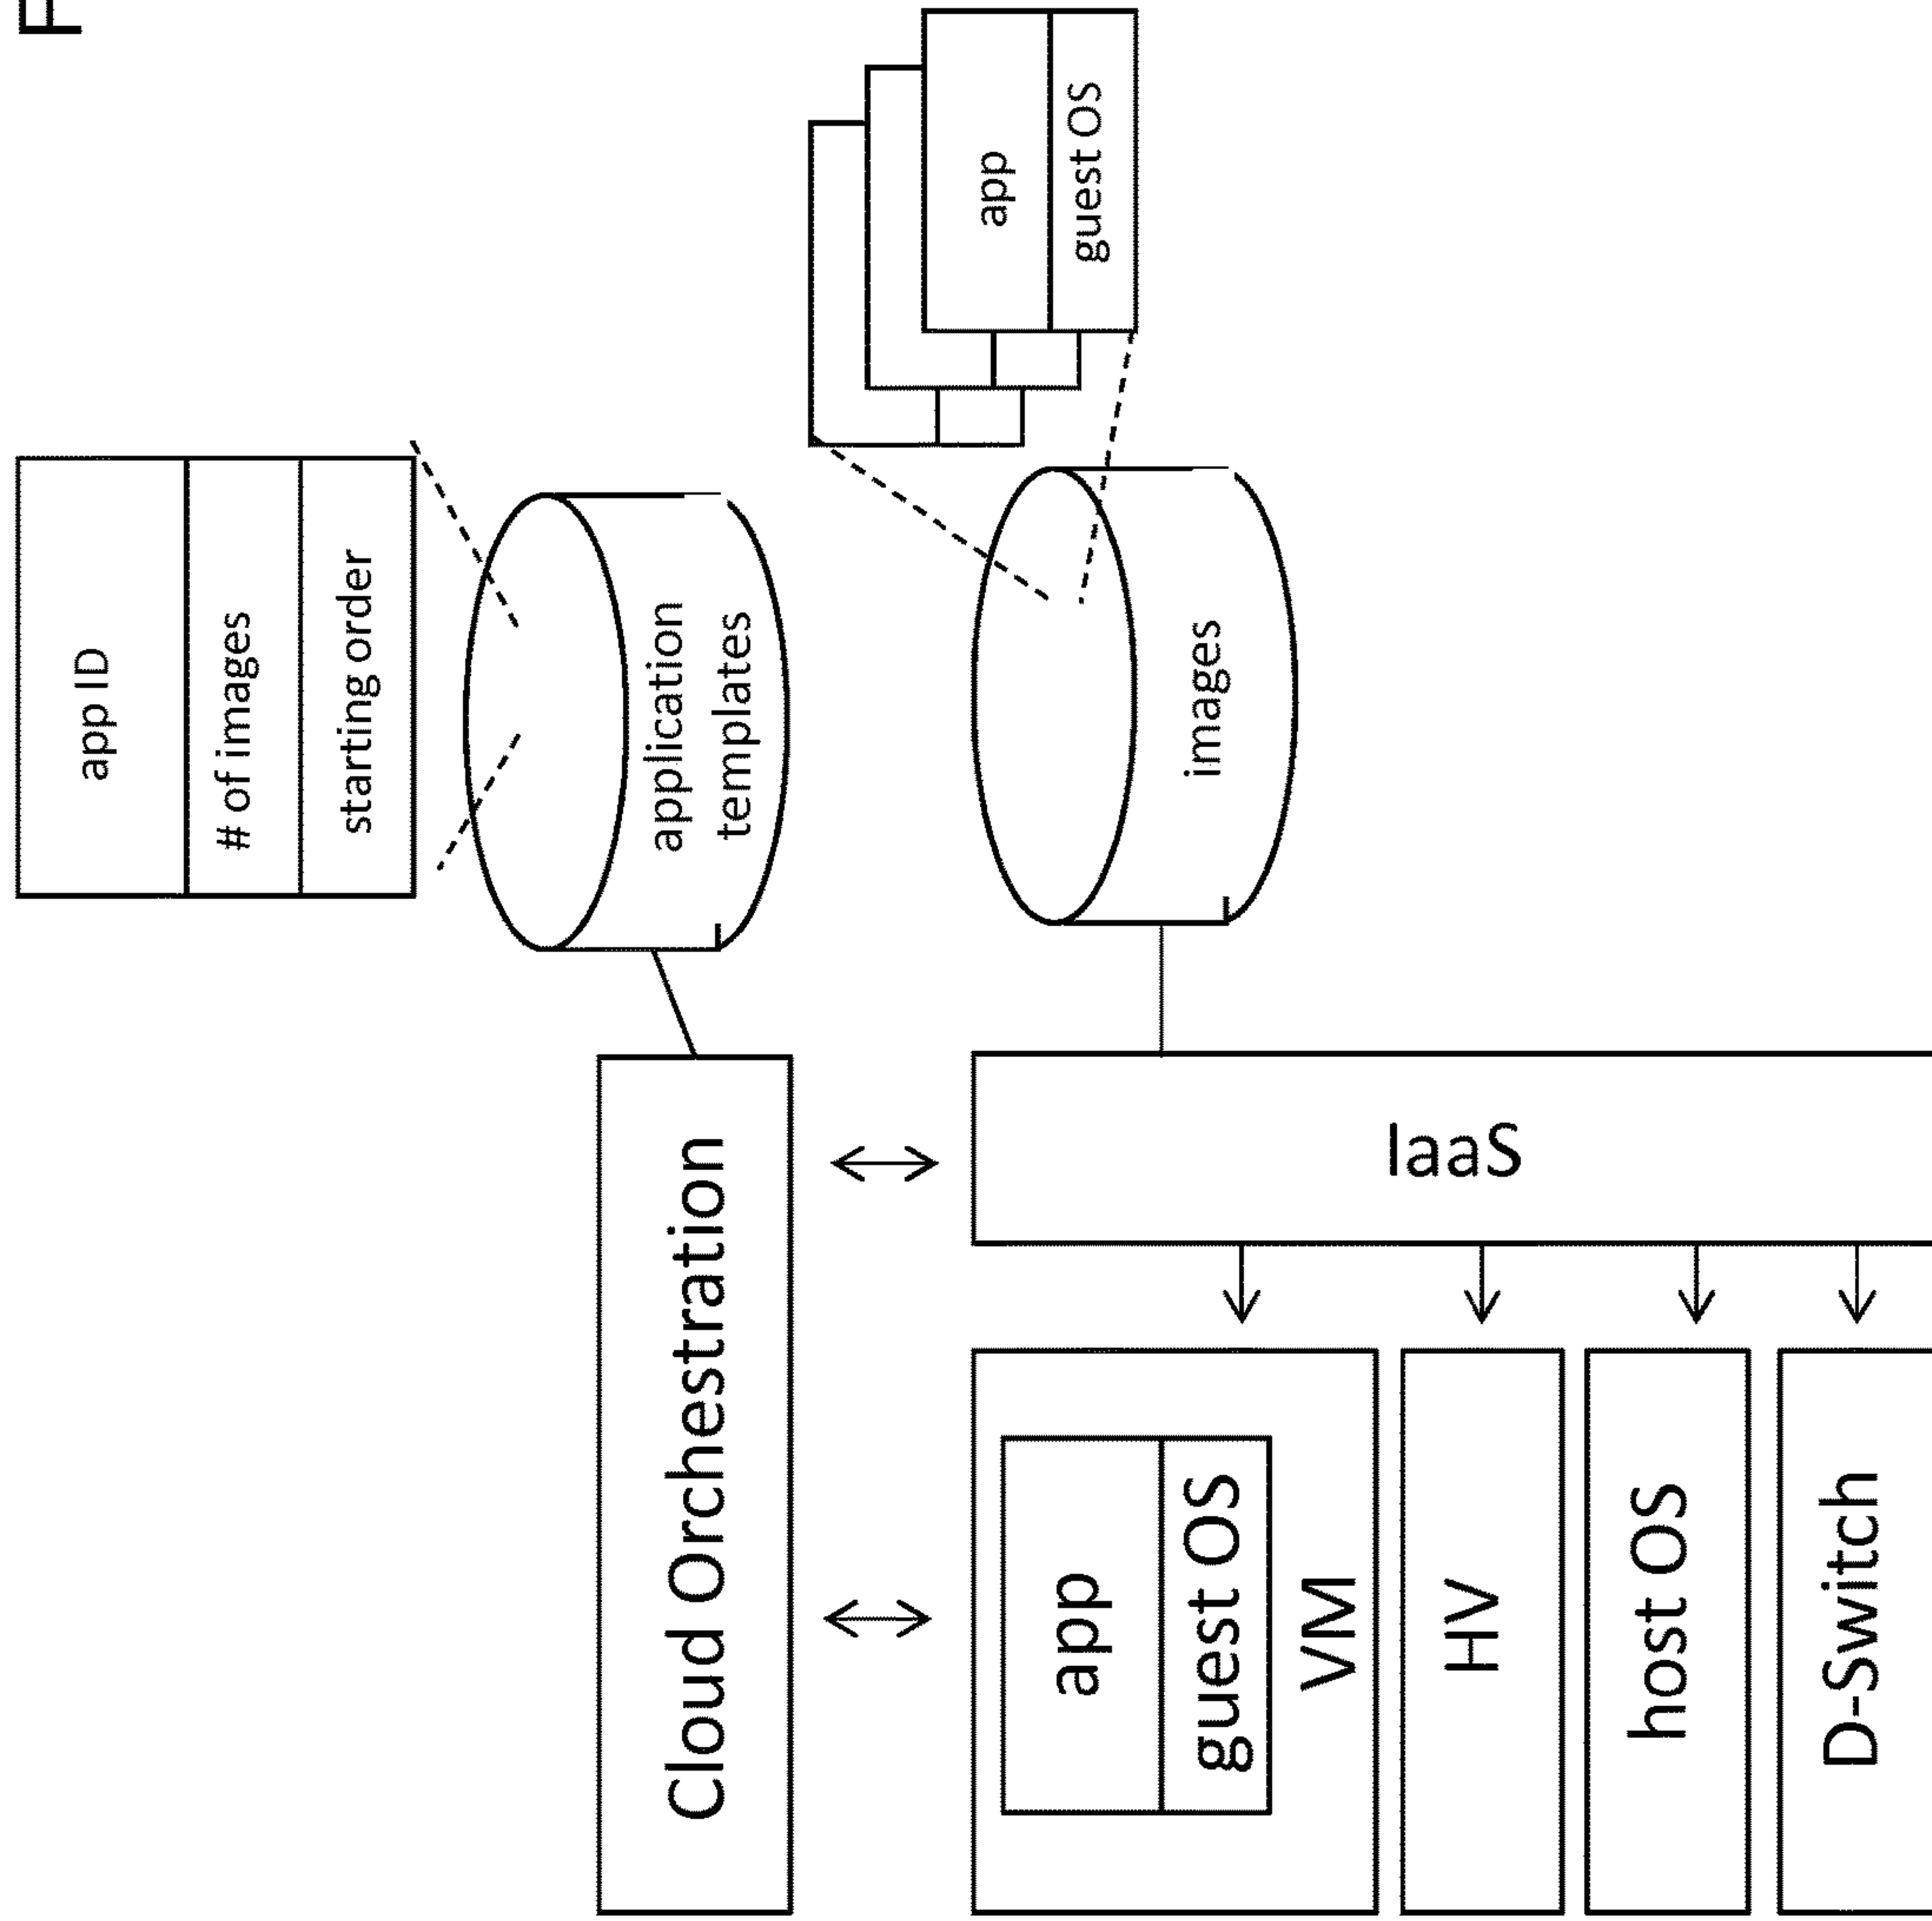 app ID
# of images
starting order
application
templates
app
guest OS
images
Cloud Orchestration
IaaS
app
guest OS
VM
HV
host OS
D-Switch